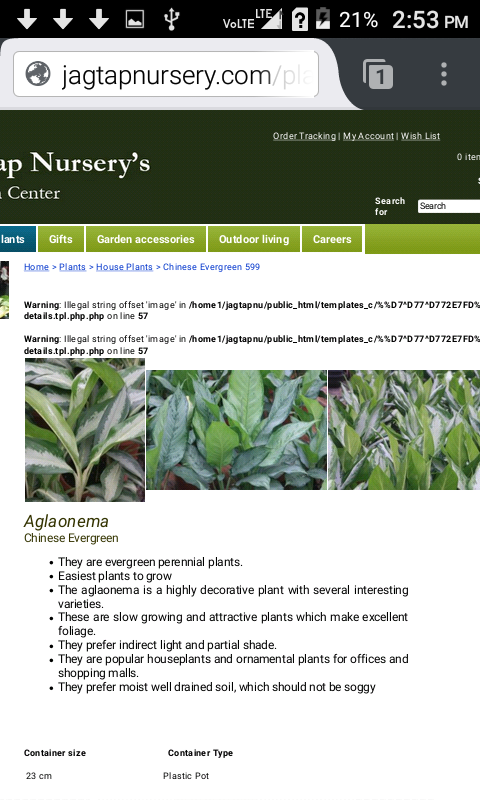 VoLTE LTE ? 21% 2:53 PM
jagtapnursery.com/pla
1
Order Tracking | My Account | Wish List
ap Nursery's
0 item
Center
Search for
Search
lants Gifts Garden accessories Outdoor living Careers
Home > Plants > House Plants > Chinese Evergreen 599
Warning: Illegal string offset 'image' in /home1/jagtapnu/public_html/templates_c/%%D7^D77^D772E7FD%
details.tpl.php.php on line 57
Warning: Illegal string offset 'image' in /home1/jagtapnu/public_html/templates_c/%%D7^D77^D772E7FD%
details.tpl.php.php on line 57
Aglaonema
Chinese Evergreen
• They are evergreen perennial plants.
• Easiest plants to grow
• The aglaonema is a highly decorative plant with several interesting
varieties.
• These are slow growing and attractive plants which make excellent
foliage.
• They prefer indirect light and partial shade.
• They are popular houseplants and ornamental plants for offices and
shopping malls.
• They prefer moist well drained soil, which should not be soggy
Container size Container Type
23 cm Plastic Pot